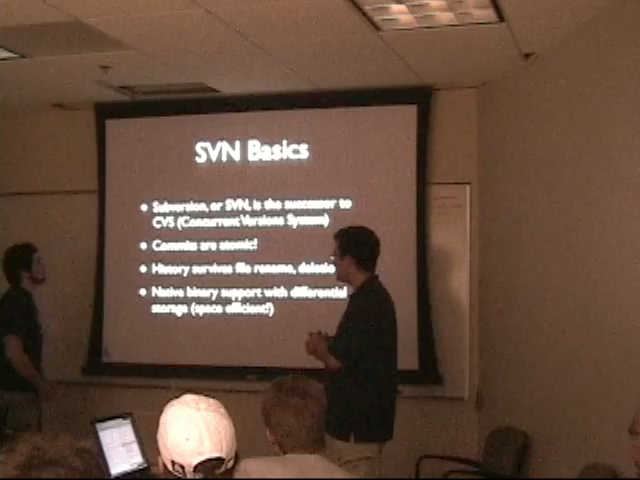 SVN Basics
• Subversion, or SVN, is the successor to
CVS (Concurrent Versions System)
• Commits are atomic!
• History survives file rename, deletio
• Native binary support with differential
storage (space efficient!)